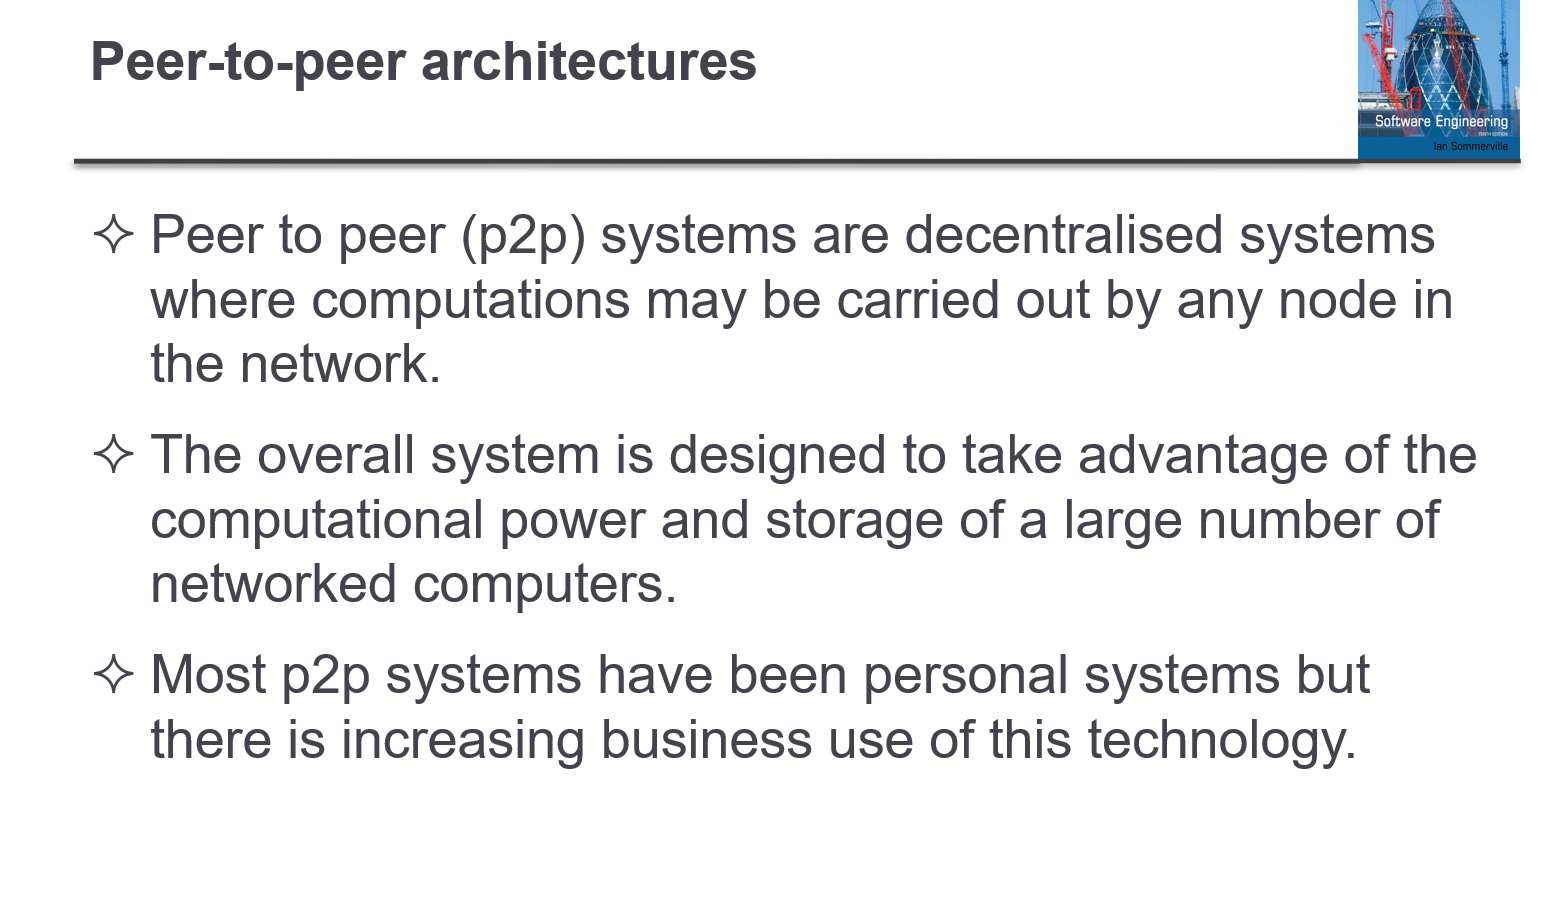 Peer-to-peer architectures
Software Engineering
TENTH EDITION
Ian Sommerville
✧ Peer to peer (p2p) systems are decentralised systems
where computations may be carried out by any node in
the network.
✧ The overall system is designed to take advantage of the
computational power and storage of a large number of
networked computers.
✧ Most p2p systems have been personal systems but
there is increasing business use of this technology.